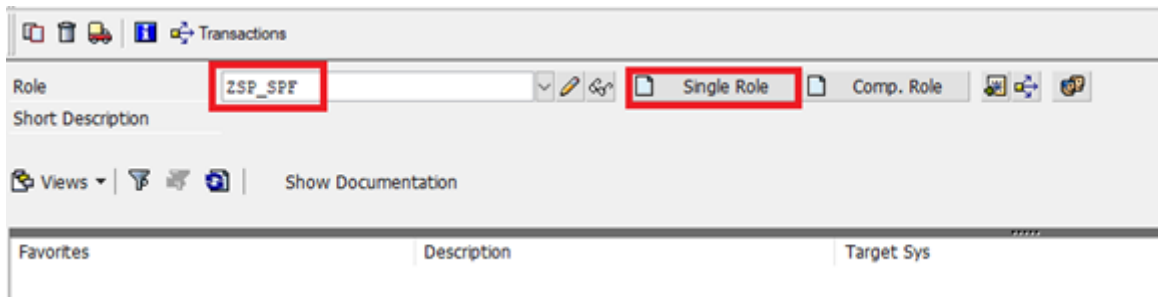 Transactions
Role ZSP_SPF Single Role Comp. Role
Short Description
Views Show Documentation
Favorites Description Target Sys